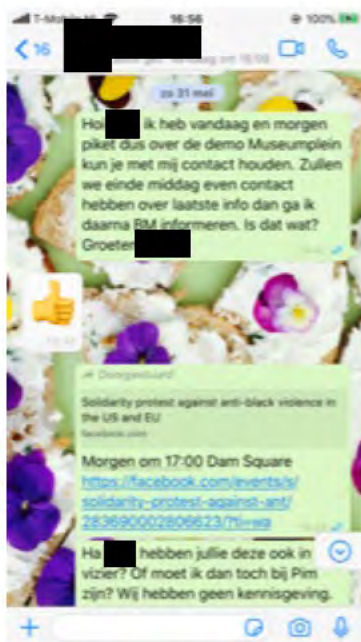 T-Mobile NL 16:56 100%
16
zo 31 mei
Hoi ik heb vandaag en morgen
piket dus over de demo Museumplein
kun je met mij contact houden. Zullen
we einde middag even contact
hebben over laatste info dan ga ik
daarna BM informeren. Is dat wat?
Groeten
Doorgestuurd
Solidarity protest against anti-black violence in
the US and EU
facebook.com
Morgen om 17:00 Dam Square
https://facebook.com/events/s/
solidarity-protest-against-ant/
283690002806623/?ti=wa
Ha hebben jullie deze ook in
vizier? Of moet ik dan toch bij Pim
zijn? Wij hebben geen kennisgeving.